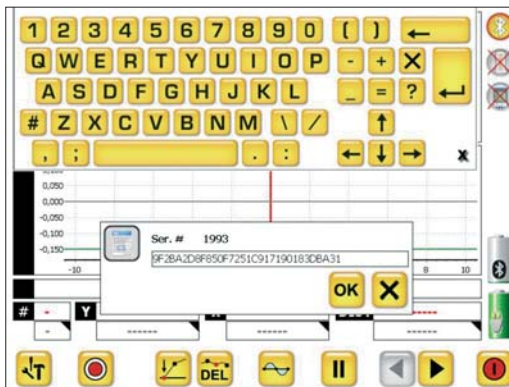 1 2 3 4 5 6 7 8 9 0 ( )
Q W E R T Y U I O P - + X
A S D F G H J K L _ = ?
# Z X C V B N M \ /
, ; . : x
0,050
0,000
-0,050
-0,100
-0,150
-10 8 10
Ser. # 1993
9F2BA2D8F850F7251C917190183DBA31
OK X
# - Y ------
- ------ ------ ------
T DEL